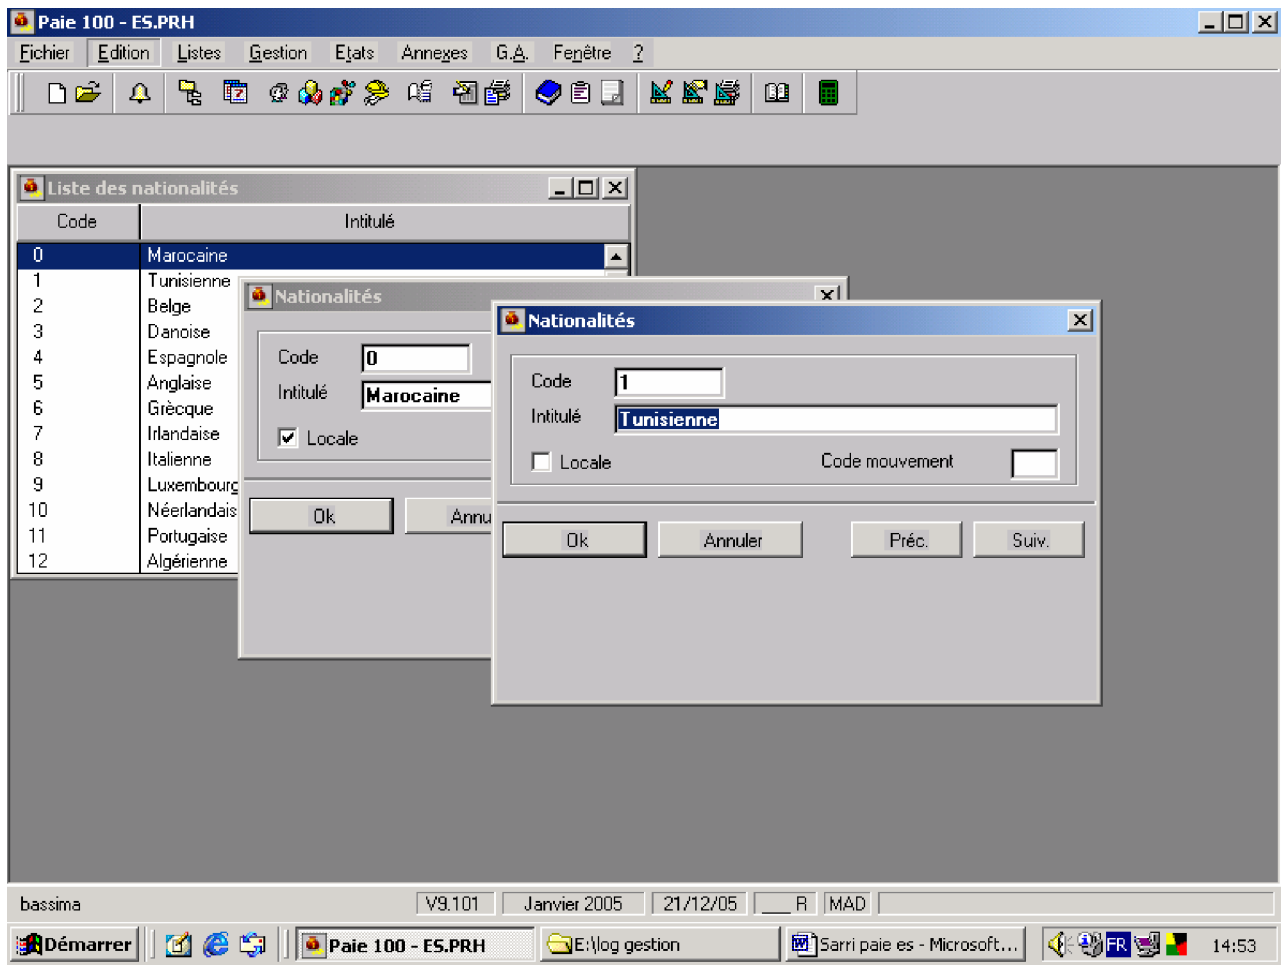 Paie 100 - ES.PRH
Fichier Edition Listes Gestion Etats Annexes G.A. Fenêtre ?
Liste des nationalités
Code Intitulé
0 Marocaine
1 Tunisienne
2 Belge
3 Danoise
4 Espagnole
5 Anglaise
6 Grècque
7 Irlandaise
8 Italienne
9 Luxembourg
10 Néerlandais
11 Portugaise
12 Algérienne
Nationalités
Code 0
Intitulé Marocaine
Locale
Ok Annu
Nationalités
Code 1
Intitulé Tunisienne
Locale Code mouvement
Ok Annuler Préc. Suiv.
bassima V9.101 Janvier 2005 21/12/05 ___ R MAD
Démarrer Paie 100 - ES.PRH E:\log gestion Sarri paie es - Microsoft... FR 14:53